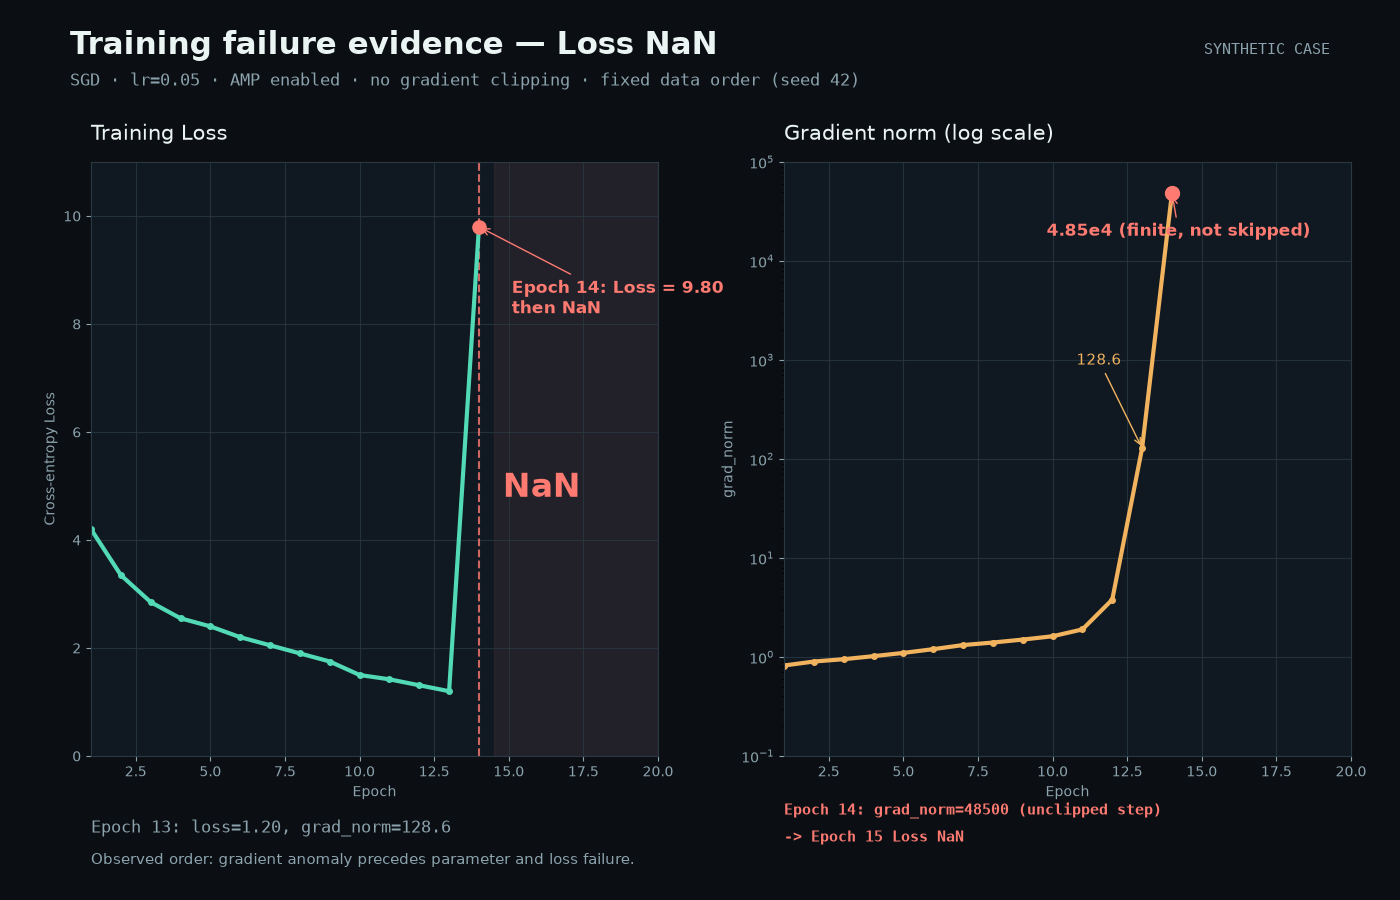 Training failure evidence — Loss NaN
SYNTHETIC CASE
SGD · lr=0.05 · AMP enabled · no gradient clipping · fixed data order (seed 42)
Training Loss
Cross-entropy Loss
10
8
6
4
2
0
Epoch 14: Loss = 9.80
then NaN
NaN
2.5 5.0 7.5 10.0 12.5 15.0 17.5 20.0
Epoch
Epoch 13: loss=1.20, grad_norm=128.6
Observed order: gradient anomaly precedes parameter and loss failure.
Gradient norm (log scale)
grad_norm
10⁵
10⁴
10³
10²
10¹
10⁰
10⁻¹
4.85e4 (finite, not skipped)
128.6
2.5 5.0 7.5 10.0 12.5 15.0 17.5 20.0
Epoch
Epoch 14: grad_norm=48500 (unclipped step)
-> Epoch 15 Loss NaN